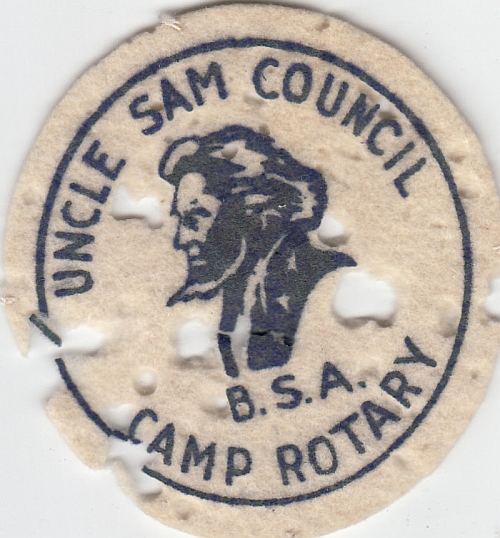 UNCLE SAM COUNCIL
B.S.A.
CAMP ROTARY